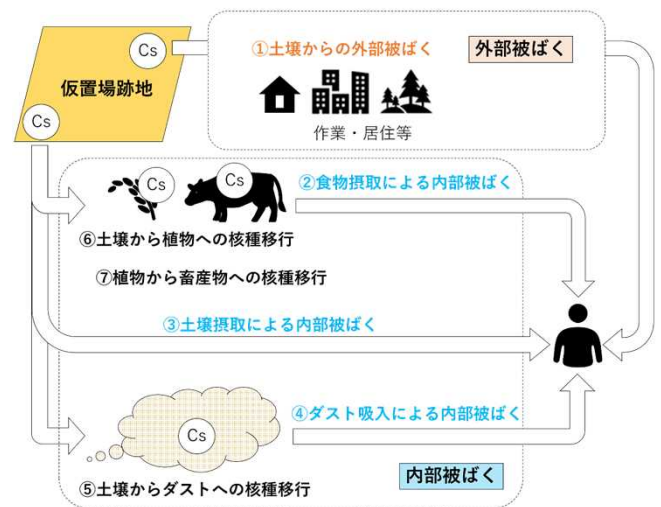 Cs
①土壌からの外部被ばく
外部被ばく
仮置場跡地
Cs
作業・居住等
Cs
Cs
②食物摂取による内部被ばく
⑥土壌から植物への核種移行
⑦植物から畜産物への核種移行
③土壌摂取による内部被ばく
④ダスト吸入による内部被ばく
Cs
内部被ばく
⑤土壌からダストへの核種移行